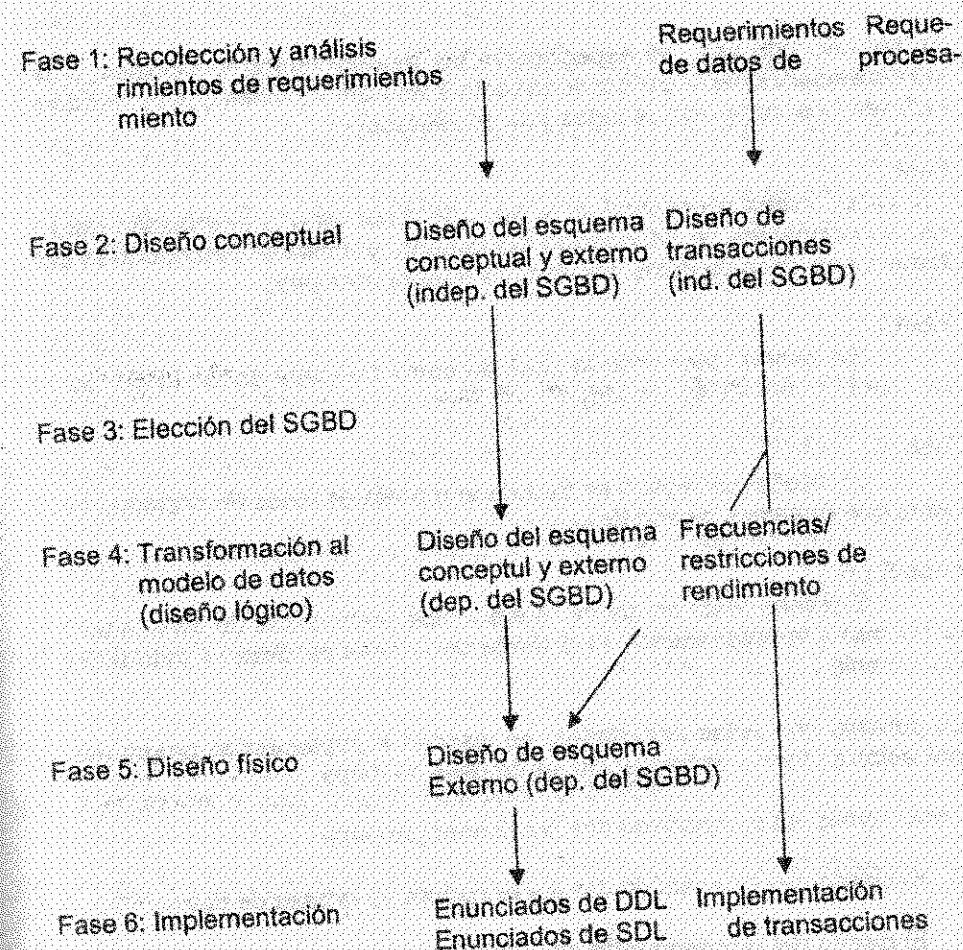 Fase 1: Recolección y análisis
rimientos de requerimientos
miento
Requerimientos Reque-
de datos de procesa-
Fase 2: Diseño conceptual
Diseño del esquema
conceptual y externo
(indep. del SGBD)
Diseño de
transacciones
(ind. del SGBD)
Fase 3: Elección del SGBD
Fase 4: Transformación al
modelo de datos
(diseño lógico)
Diseño del esquema
conceptul y externo
(dep. del SGBD)
Frecuencias/
restricciones de
rendimiento
Fase 5: Diseño físico
Diseño de esquema
Externo (dep. del SGBD)
Fase 6: Implementación
Enunciados de DDL
Enunciados de SDL
Implementación
de transacciones